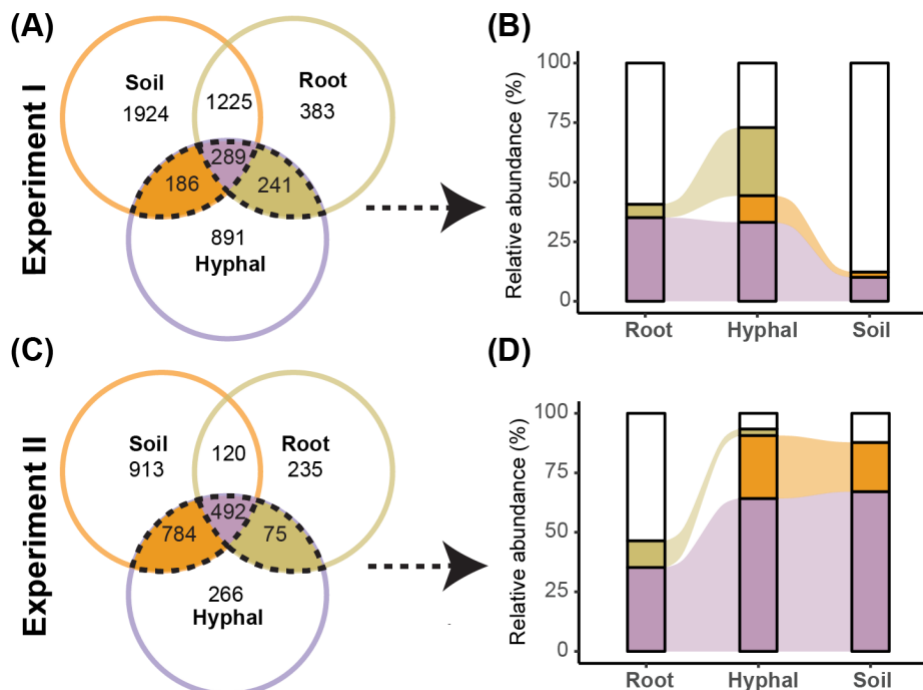 (A)
Experiment I
Soil
1924
1225
Root
383
289
186
241
891
Hyphal
(B)
Relative abundance (%)
100
75
50
25
0
Root Hyphal Soil
(C)
Experiment II
Soil
913
120
Root
235
492
784
75
266
Hyphal
(D)
Relative abundance (%)
100
75
50
25
0
Root Hyphal Soil